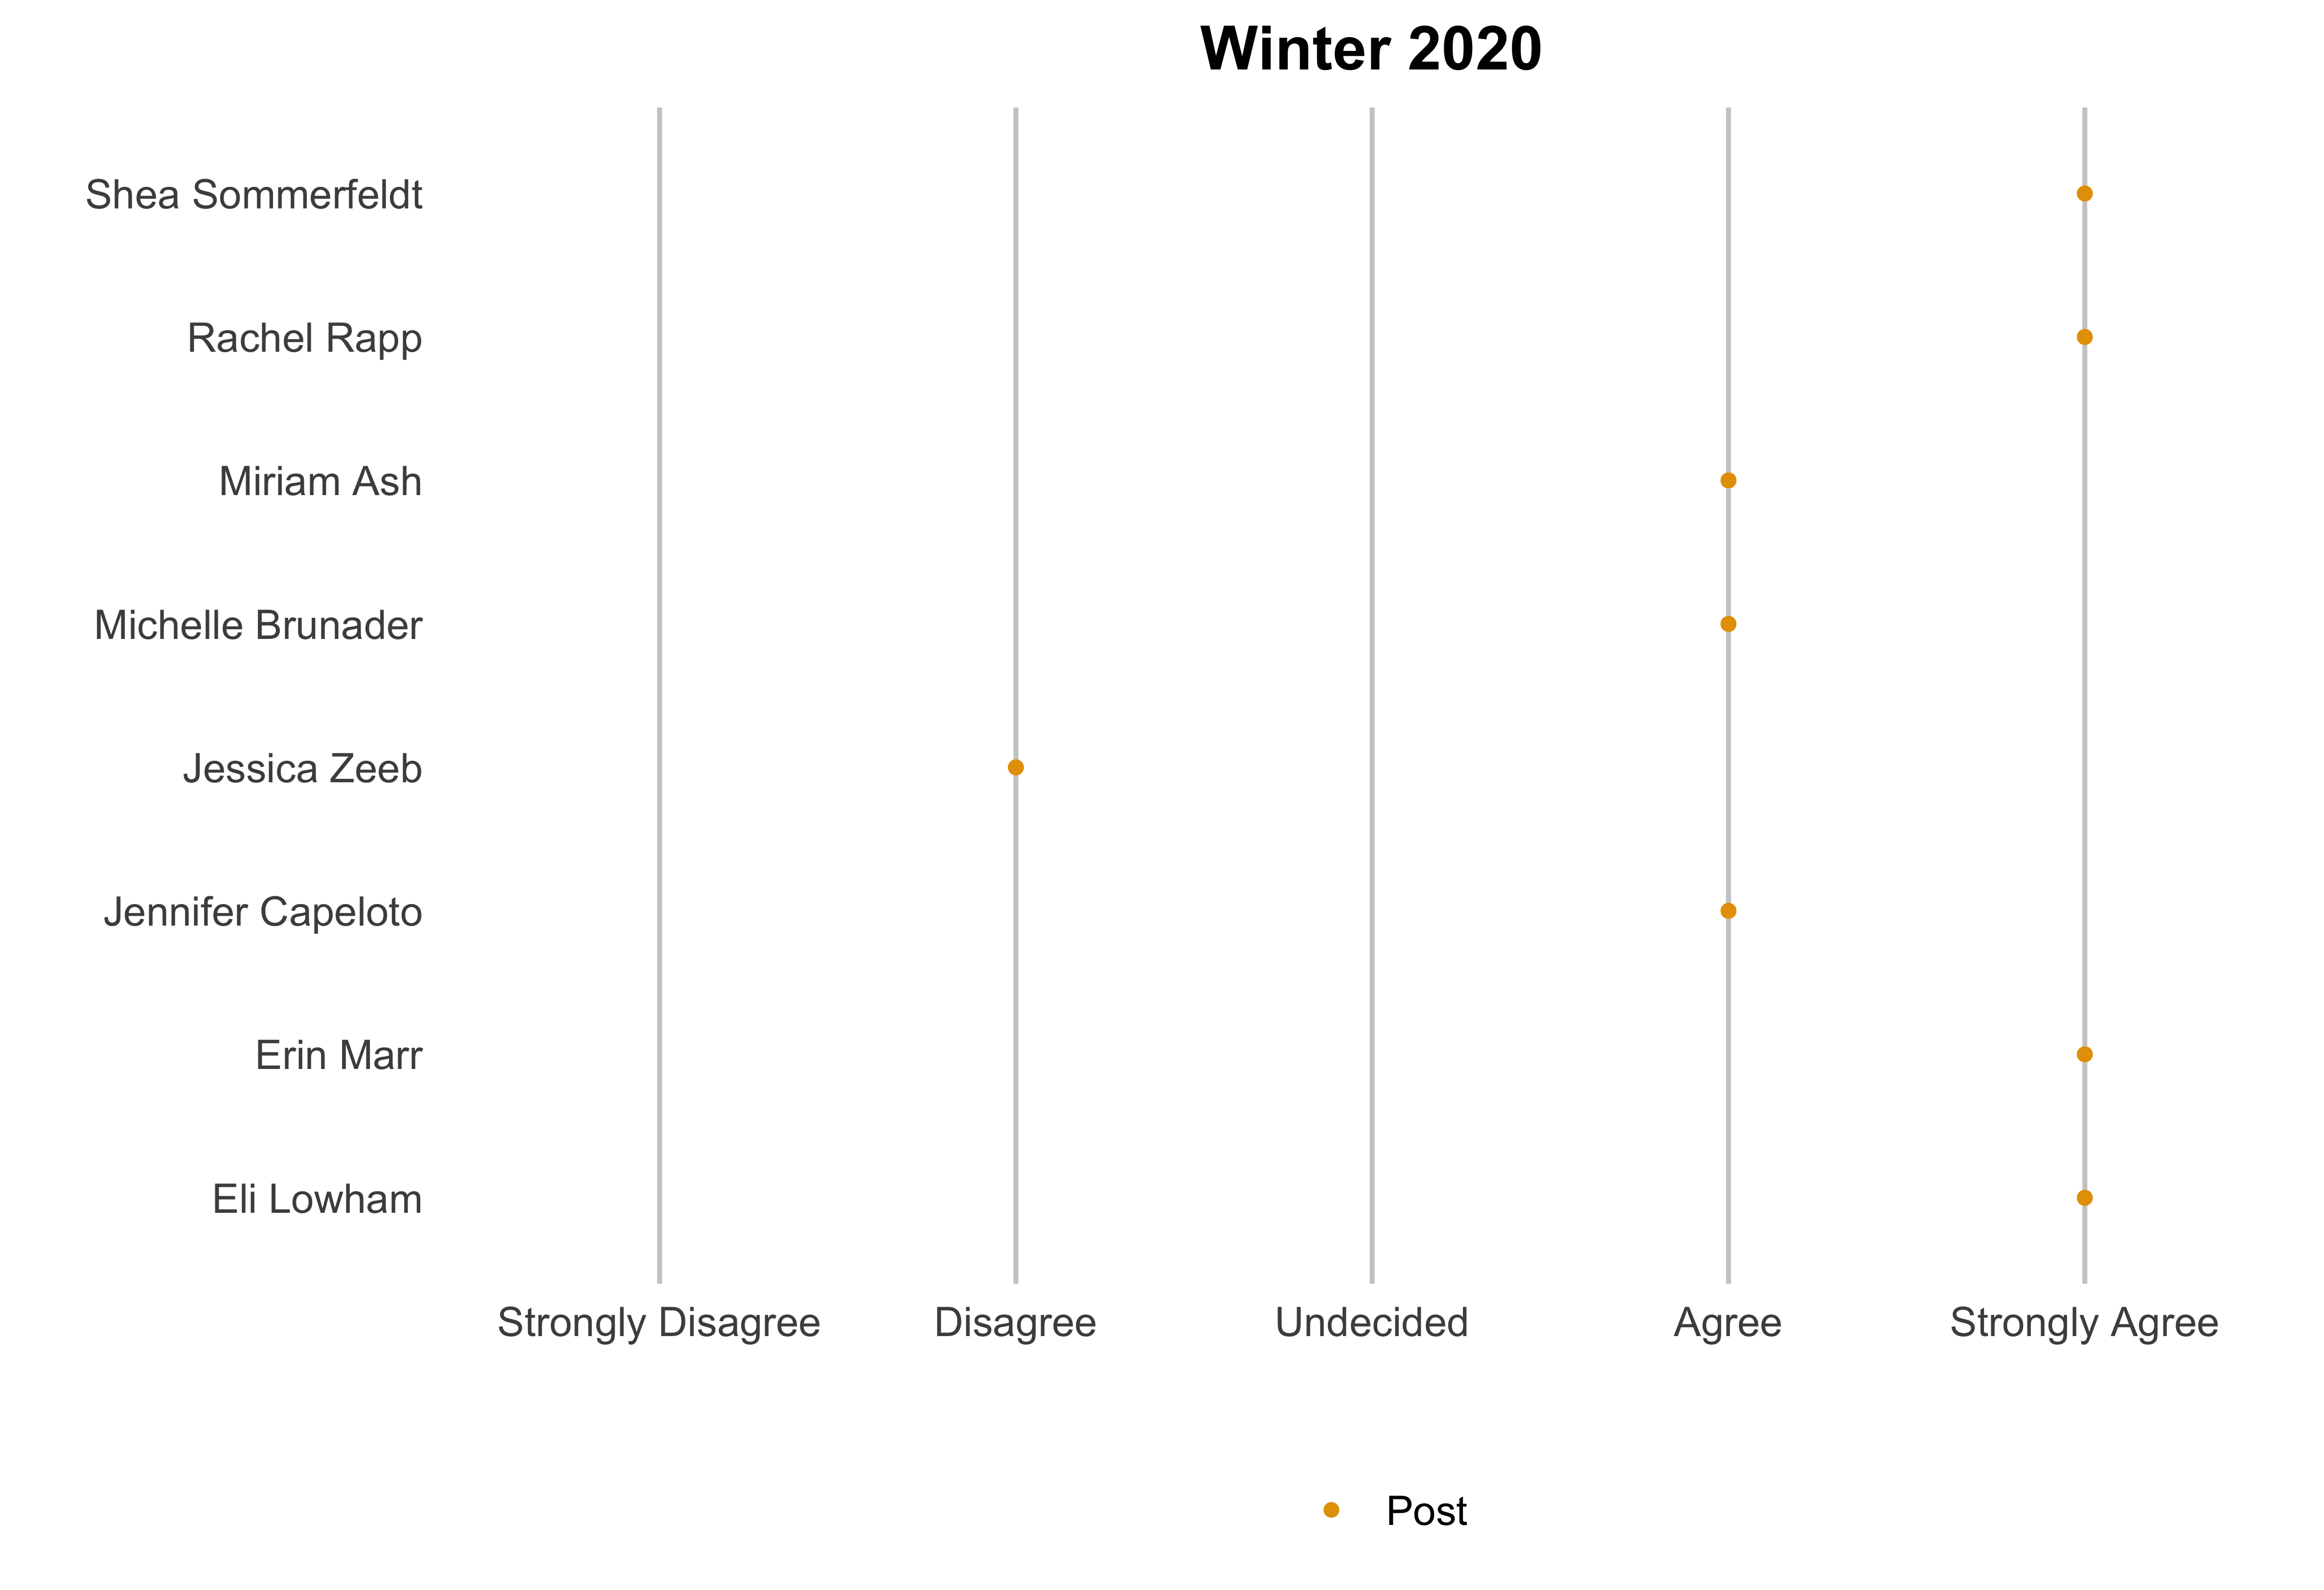 Winter 2020
Shea Sommerfeldt
Rachel Rapp
Miriam Ash
Michelle Brunader
Jessica Zeeb
Jennifer Capeloto
Erin Marr
Eli Lowham
Strongly Disagree Disagree Undecided Agree Strongly Agree
Post